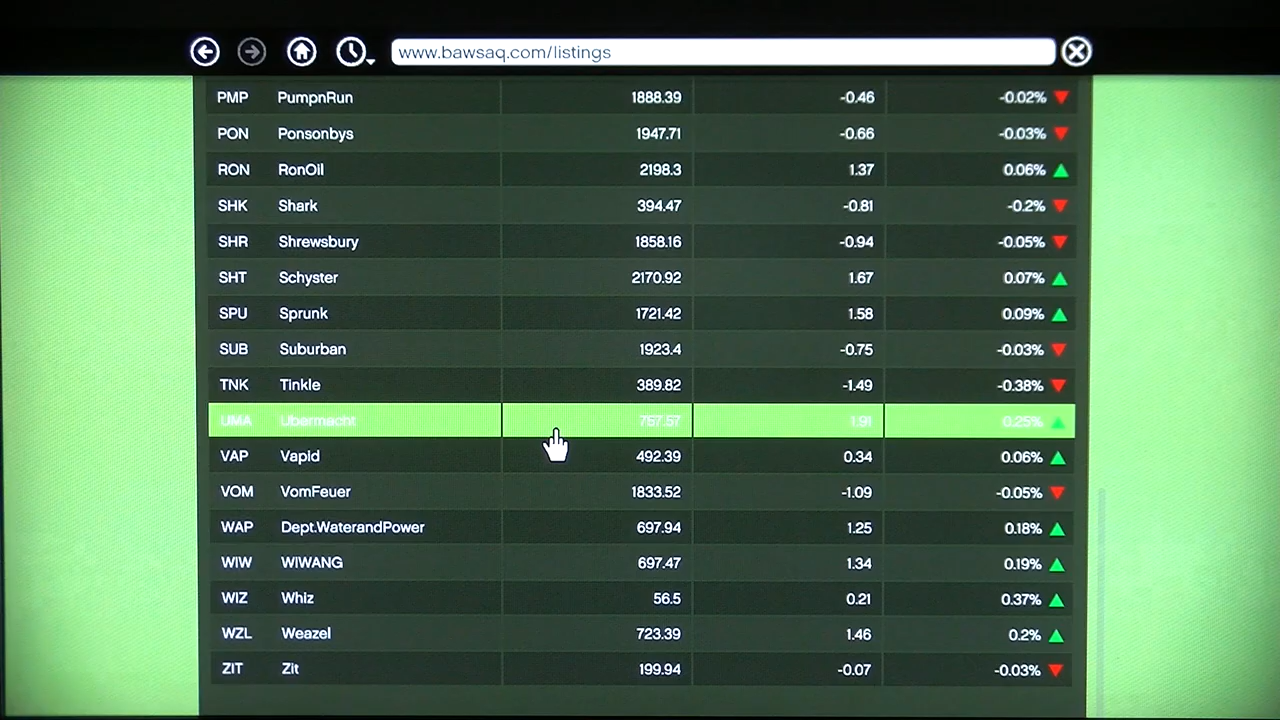 www.bawsaq.com/listings
PMP PumpnRun 1888.39 -0.46 -0.02%
PON Ponsonbys 1947.71 -0.66 -0.03%
RON RonOil 2198.3 1.37 0.06%
SHK Shark 394.47 -0.81 -0.2%
SHR Shrewsbury 1858.16 -0.94 -0.05%
SHT Schyster 2170.92 1.67 0.07%
SPU Sprunk 1721.42 1.58 0.09%
SUB Suburban 1923.4 -0.75 -0.03%
TNK Tinkle 389.82 -1.49 -0.38%
UMA Ubermacht 767.57 1.91 0.25%
VAP Vapid 492.39 0.34 0.06%
VOM VomFeuer 1833.52 -1.09 -0.05%
WAP Dept.WaterandPower 697.94 1.25 0.18%
WIW WIWANG 697.47 1.34 0.19%
WIZ Whiz 56.5 0.21 0.37%
WZL Weazel 723.39 1.46 0.2%
ZIT Zit 199.94 -0.07 -0.03%